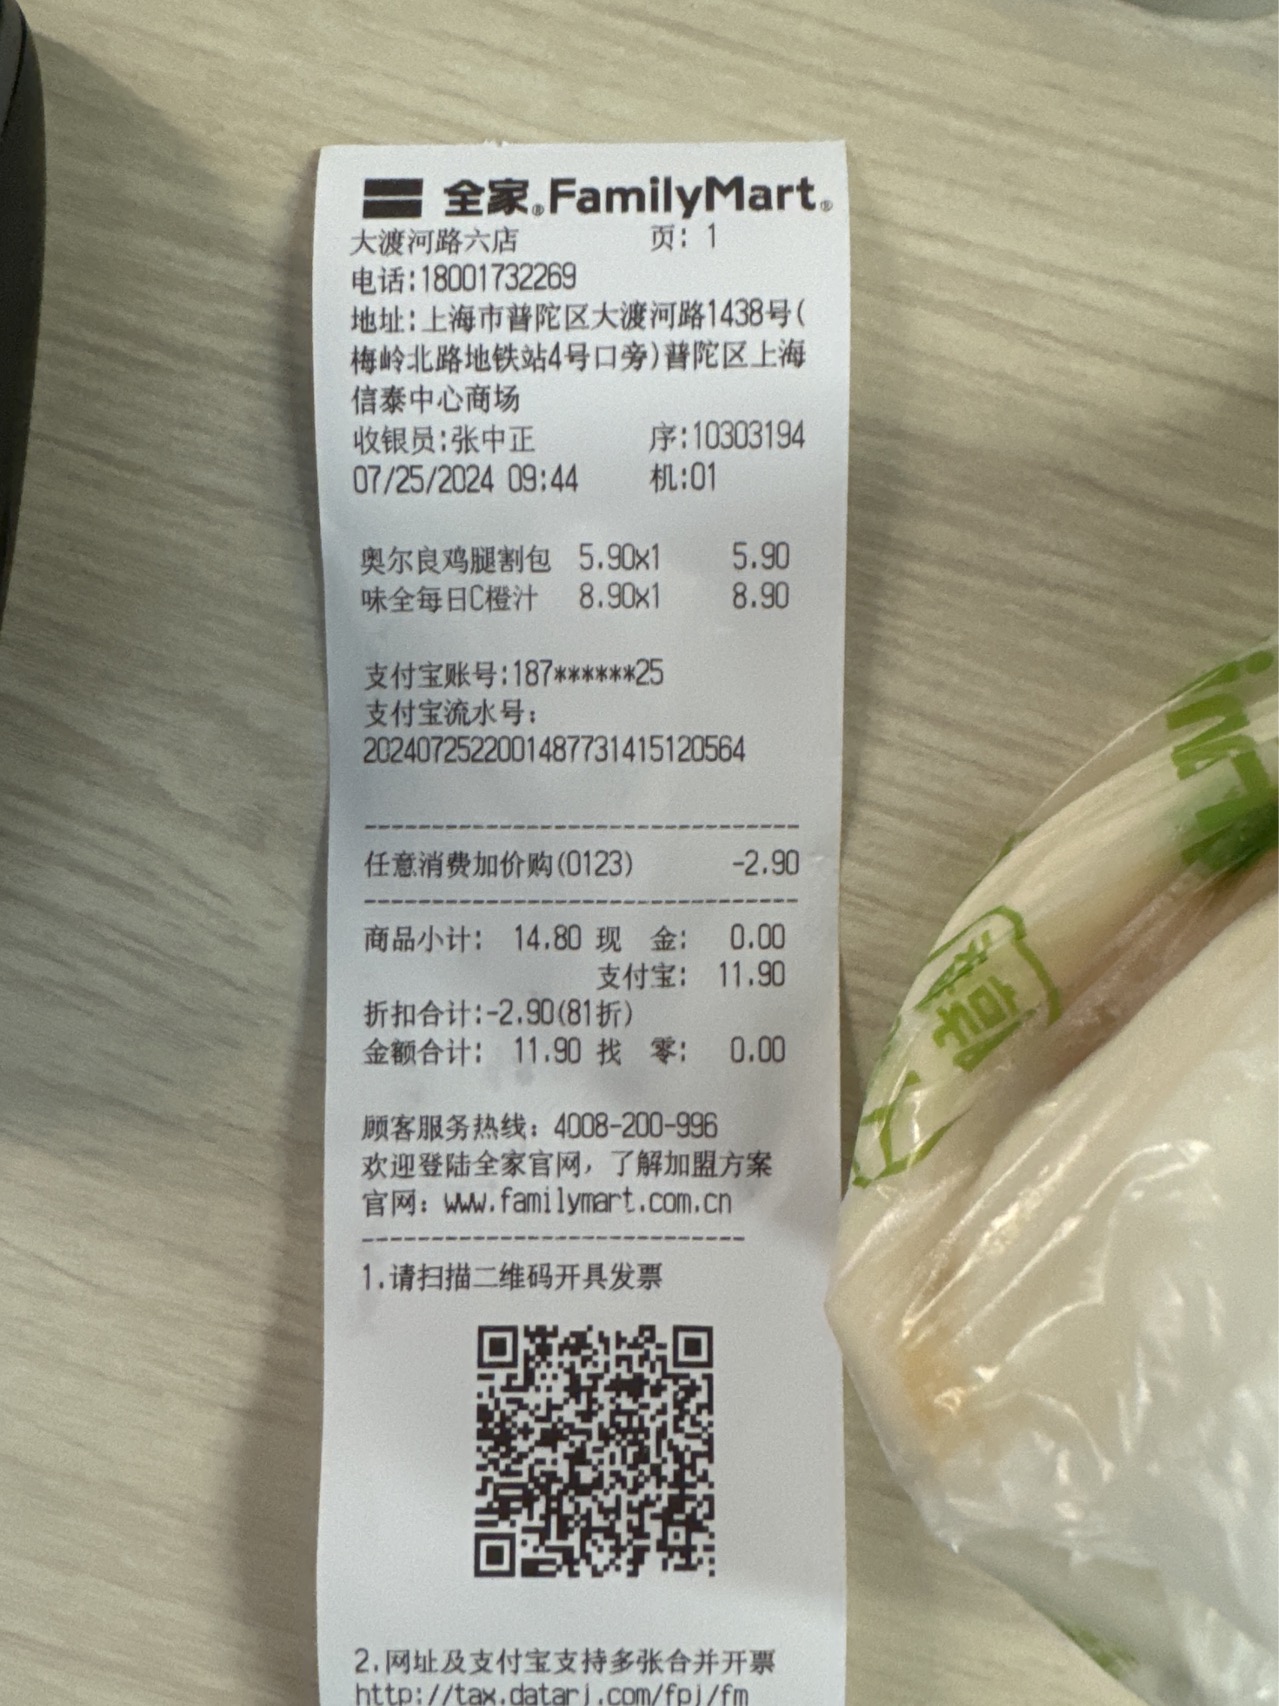 全家®FamilyMart®
大渡河路六店 页: 1
电话:18001732269
地址:上海市普陀区大渡河路1438号(
梅岭北路地铁站4号口旁)普陀区上海
信泰中心商场
收银员:张中正 序:10303194
07/25/2024 09:44 机:01
奥尔良鸡腿割包 5.90x1 5.90
味全每日C橙汁 8.90x1 8.90
支付宝账号:187******25
支付宝流水号:
2024072522001487731415120564
--------------------------------
任意消费加价购(0123) -2.90
--------------------------------
商品小计: 14.80 现 金: 0.00
支付宝: 11.90
折扣合计:-2.90(81折)
金额合计: 11.90 找 零: 0.00
顾客服务热线: 4008-200-996
欢迎登陆全家官网, 了解加盟方案
官网: www.familymart.com.cn
----------------------------
1.请扫描二维码开具发票
2.网址及支付宝支持多张合并开票
http://tax.datarj.com/fpj/fm